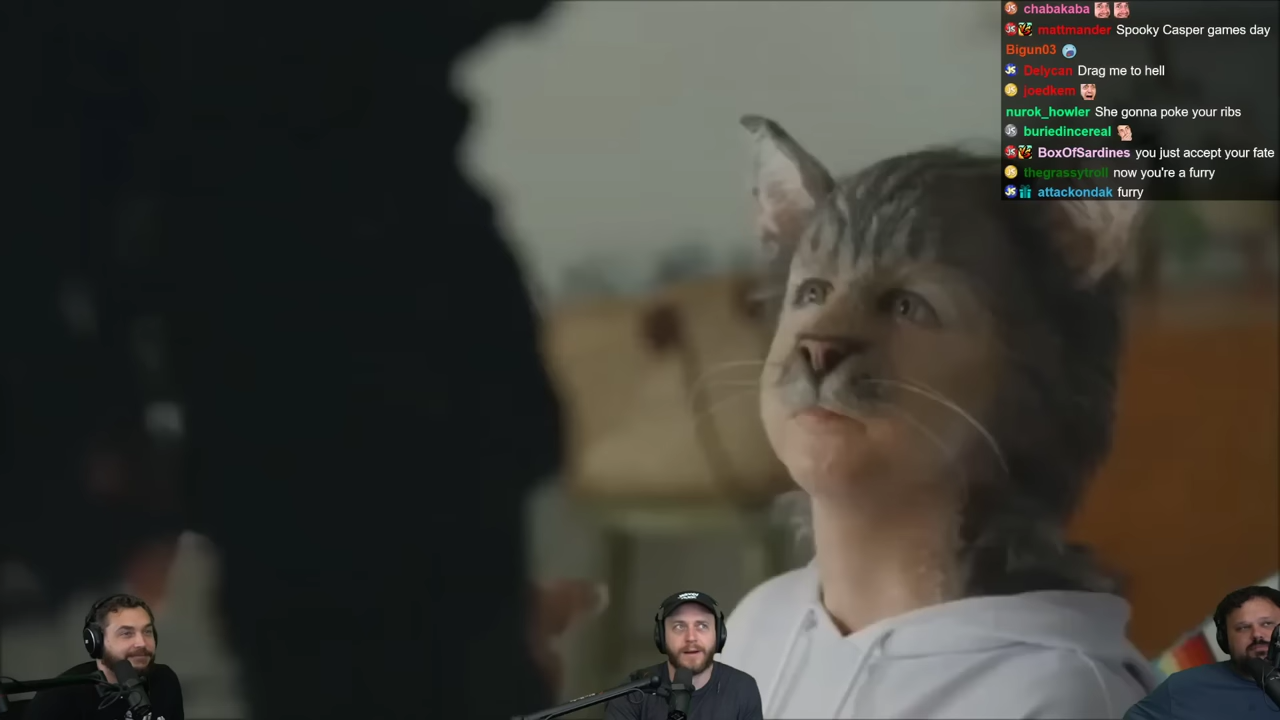 chabakaba
mattmander Spooky Casper games day
Bigun03
Delycan Drag me to hell
joedkem
nurok_howler She gonna poke your ribs
buriedincereal
BoxOfSardines you just accept your fate
thegrassytroll now you're a furry
attackondak furry